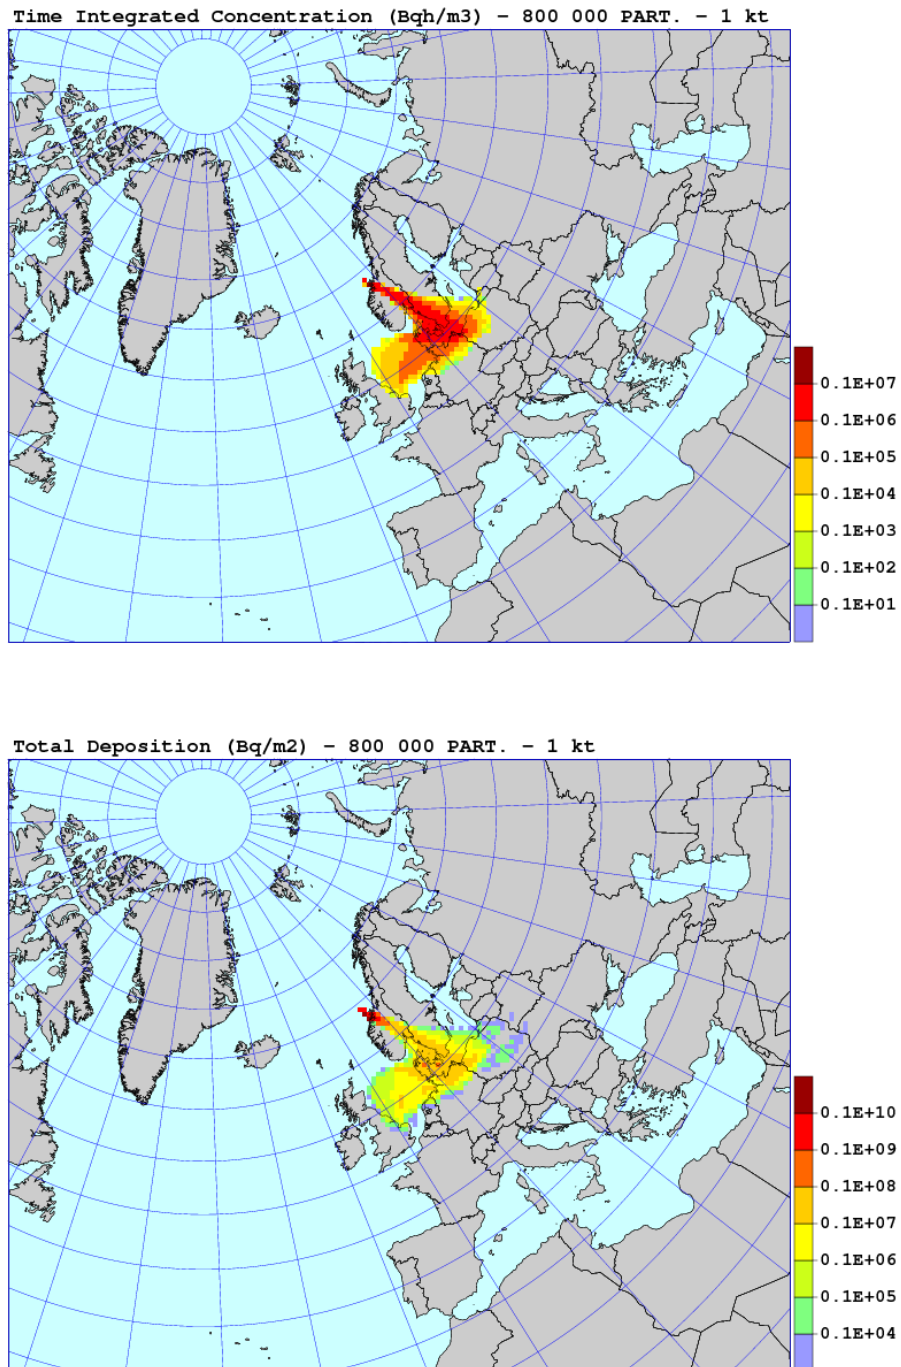 Time Integrated Concentration (Bqh/m3) – 800 000 PART. – 1 kt
0.1E+07
0.1E+06
0.1E+05
0.1E+04
0.1E+03
0.1E+02
0.1E+01
Total Deposition (Bq/m2) – 800 000 PART. – 1 kt
0.1E+10
0.1E+09
0.1E+08
0.1E+07
0.1E+06
0.1E+05
0.1E+04